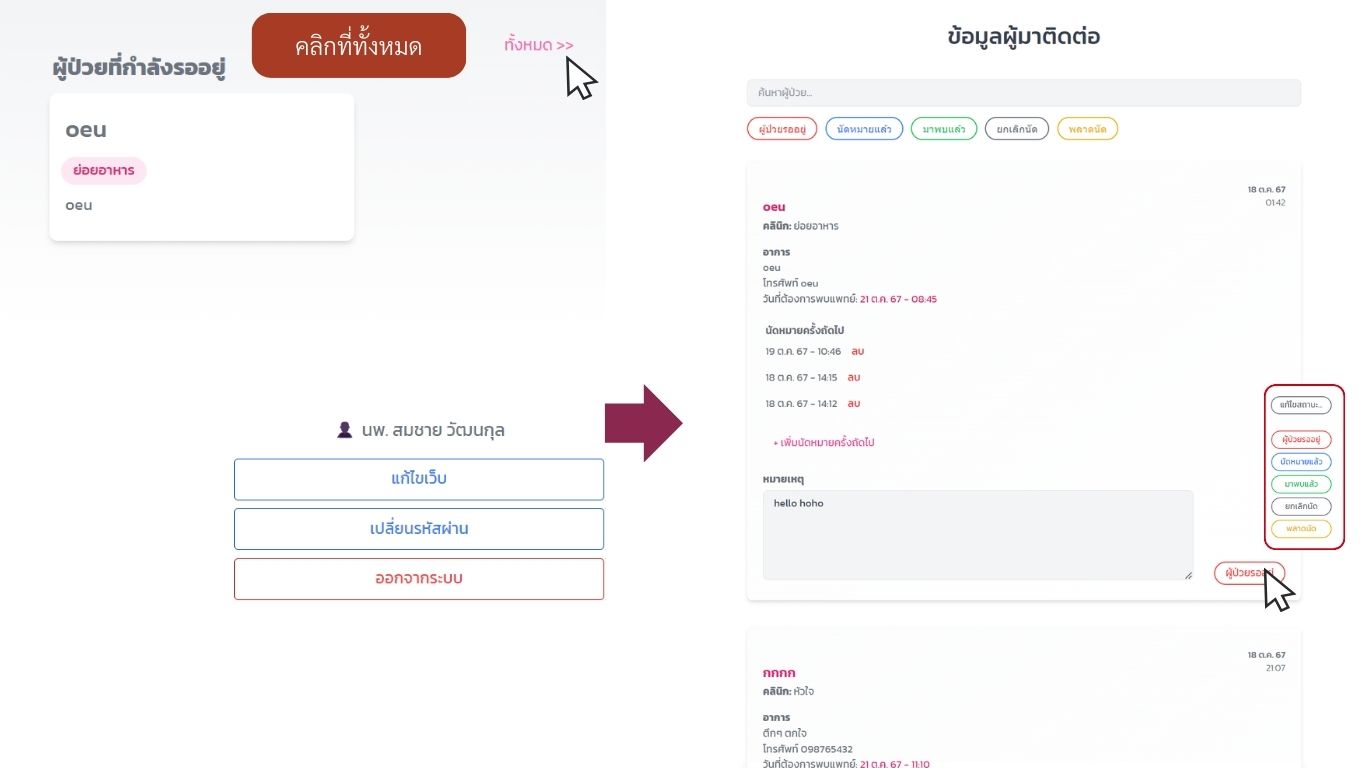 คลิกที่ทั้งหมด
ทั้งหมด >>
ผู้ป่วยที่กำลังรออยู่
oeu
ย่อยอาหาร
oeu
นพ. สมชาย วัฒนกุล
แก้ไขเว็บ
เปลี่ยนรหัสผ่าน
ออกจากระบบ
ข้อมูลผู้มาติดต่อ
ค้นหาผู้ป่วย...
ผู้ป่วยรออยู่ นัดหมายแล้ว มาพบแล้ว ยกเลิกนัด พลาดนัด
18 ต.ค. 67
01:42
oeu
คลินิก: ย่อยอาหาร
อาการ
oeu
โทรศัพท์ oeu
วันที่ต้องการพบแพทย์: 21 ต.ค. 67 - 08:45
นัดหมายครั้งถัดไป
19 ต.ค. 67 - 10:46 ลบ
18 ต.ค. 67 - 14:15 ลบ
18 ต.ค. 67 - 14:12 ลบ
+ เพิ่มนัดหมายครั้งถัดไป
หมายเหตุ
hello hoho
แก้ไขสถานะ...
ผู้ป่วยรออยู่
นัดหมายแล้ว
มาพบแล้ว
ยกเลิกนัด
พลาดนัด
ผู้ป่วยรออยู่
18 ต.ค. 67
21:07
กกกก
คลินิก: หัวใจ
อาการ
ตึกๆ ตกใจ
โทรศัพท์ 098765432
วันที่ต้องการพบแพทย์: 21 ต.ค. 67 - 11:10